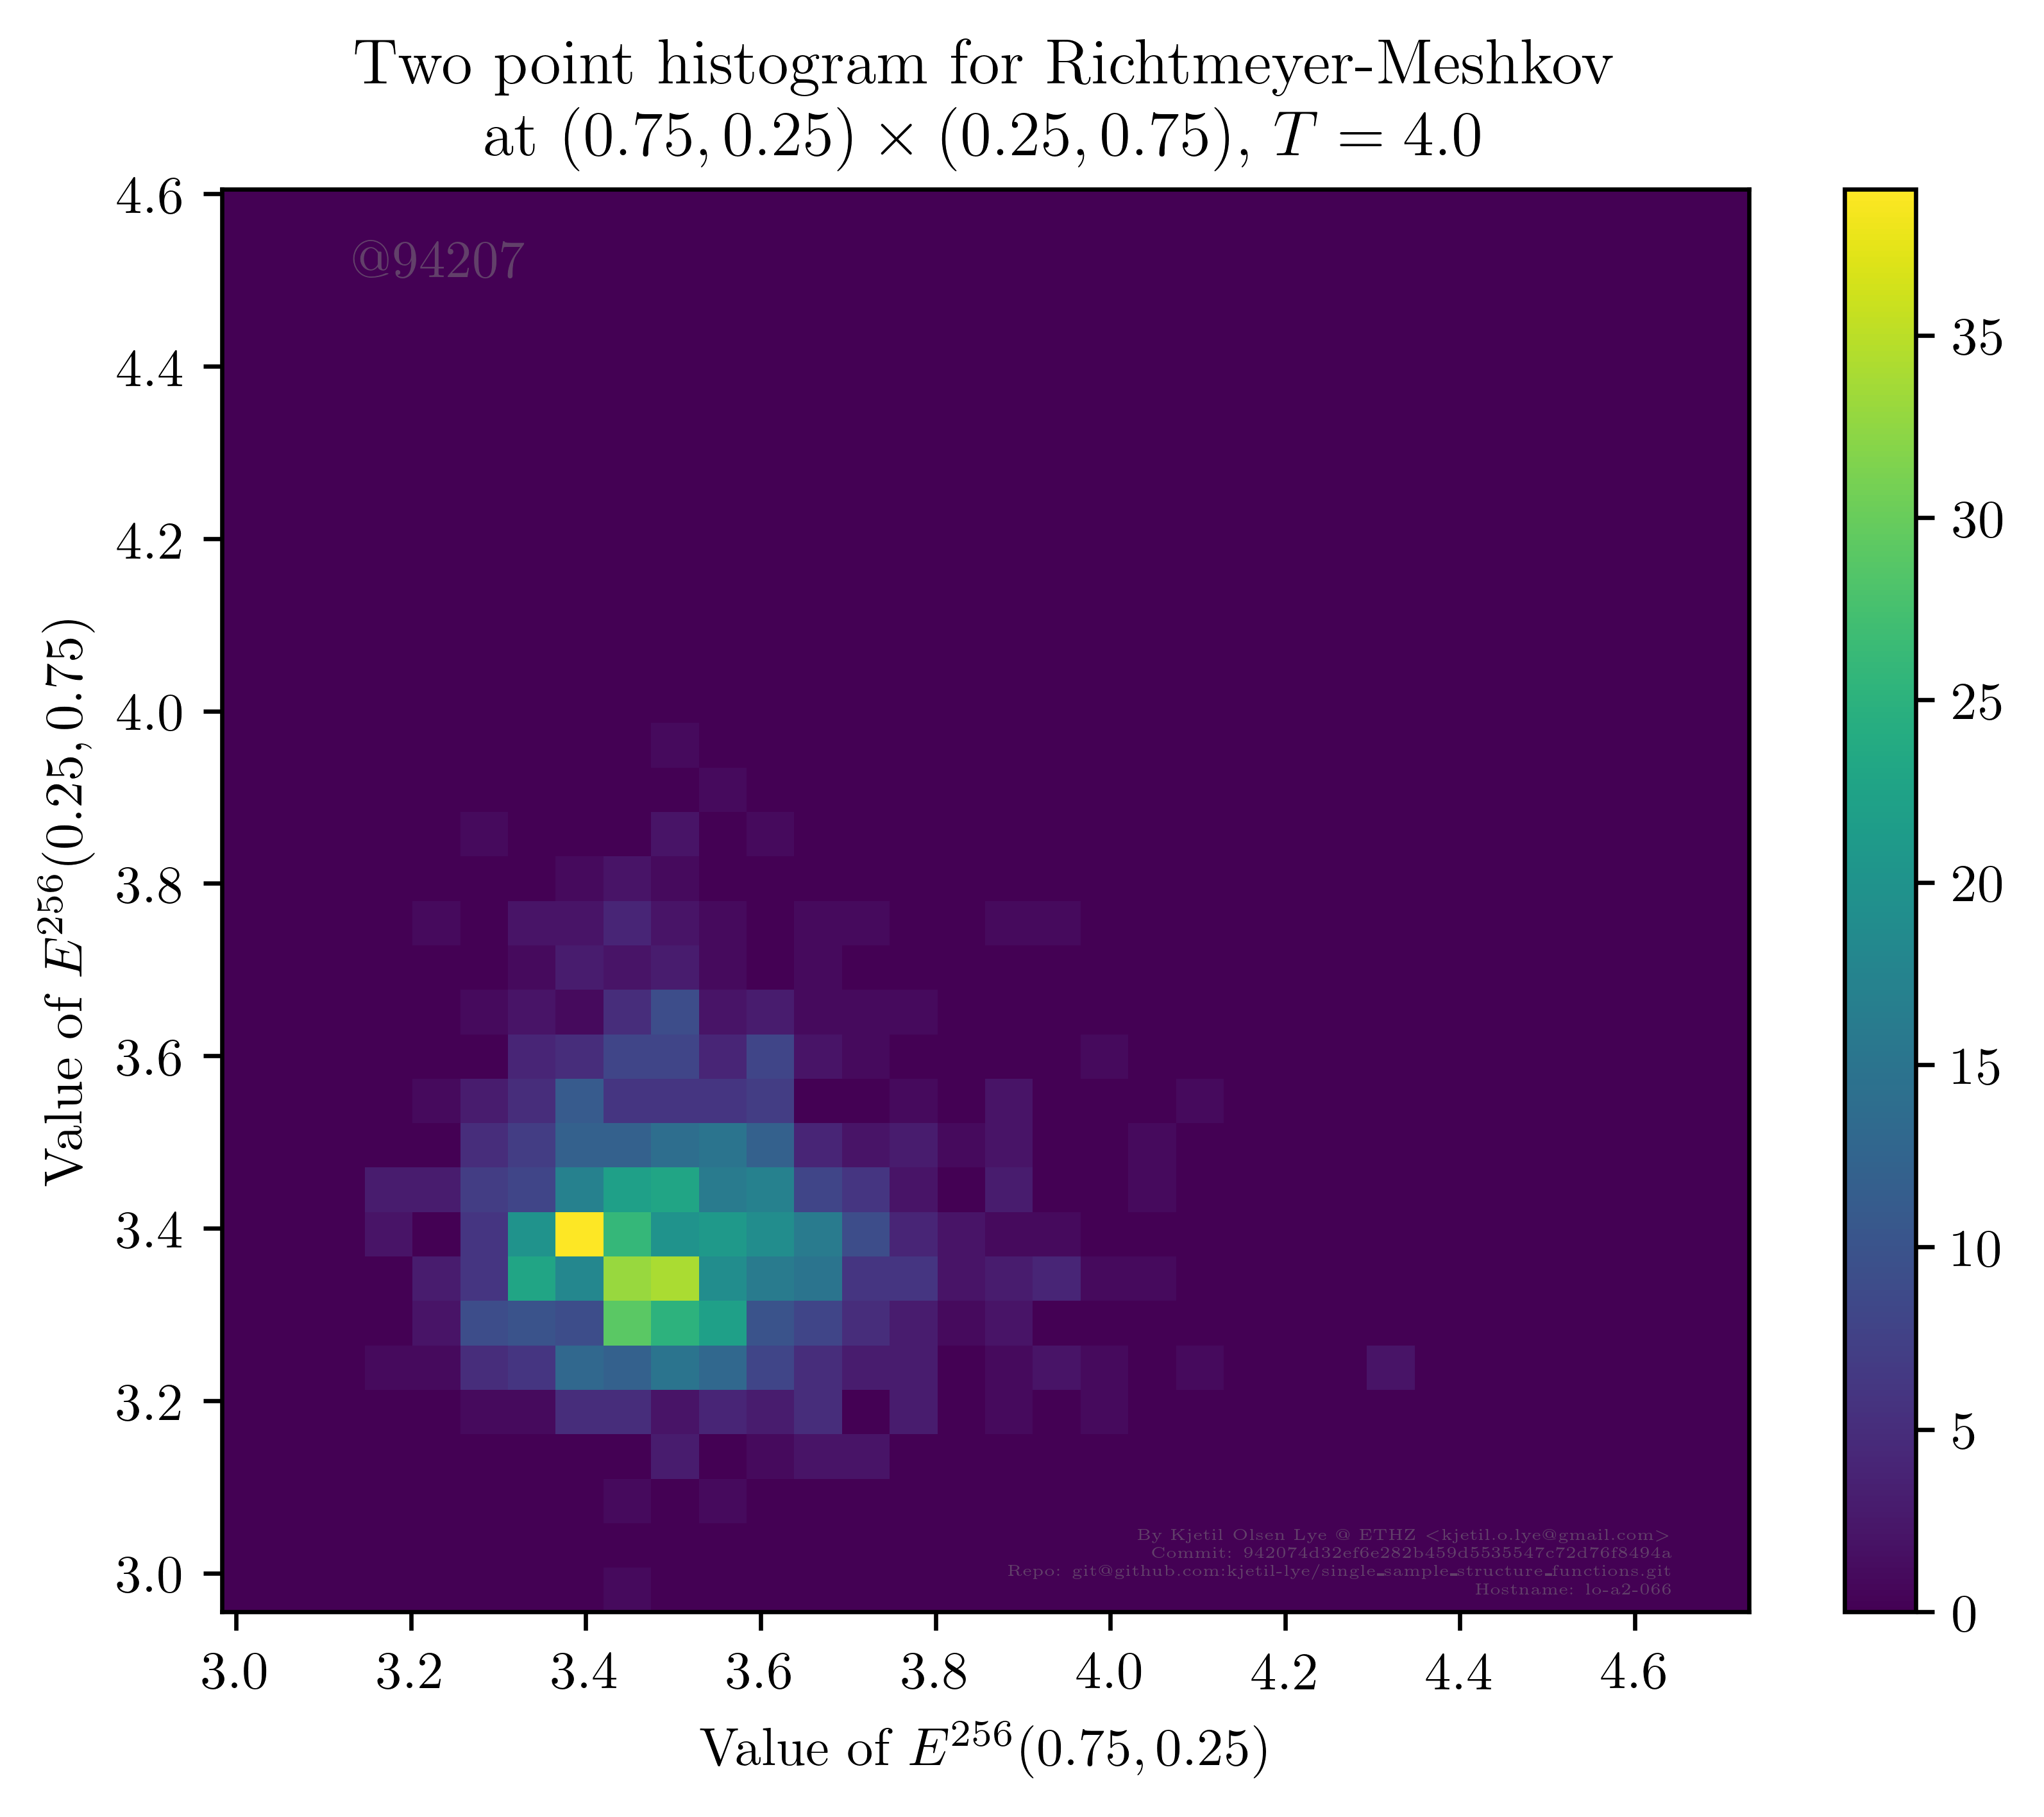 Two point histogram for Richtmeyer-Meshkov
at (0.75, 0.25) × (0.25, 0.75), T = 4.0
@94207
4.6
4.4
4.2
4.0
3.8
3.6
3.4
3.2
3.0
Value of E^256(0.25, 0.75)
35
30
25
20
15
10
5
0
By Kjetil Olsen Lye @ ETHZ <kjetil.o.lye@gmail.com>
Commit: 942074d32ef6e282b459d5535547c72d76f8494a
Repo: git@github.com:kjetil-lye/single_sample_structure_functions.git
Hostname: lo-a2-066
3.0 3.2 3.4 3.6 3.8 4.0 4.2 4.4 4.6
Value of E^256(0.75, 0.25)